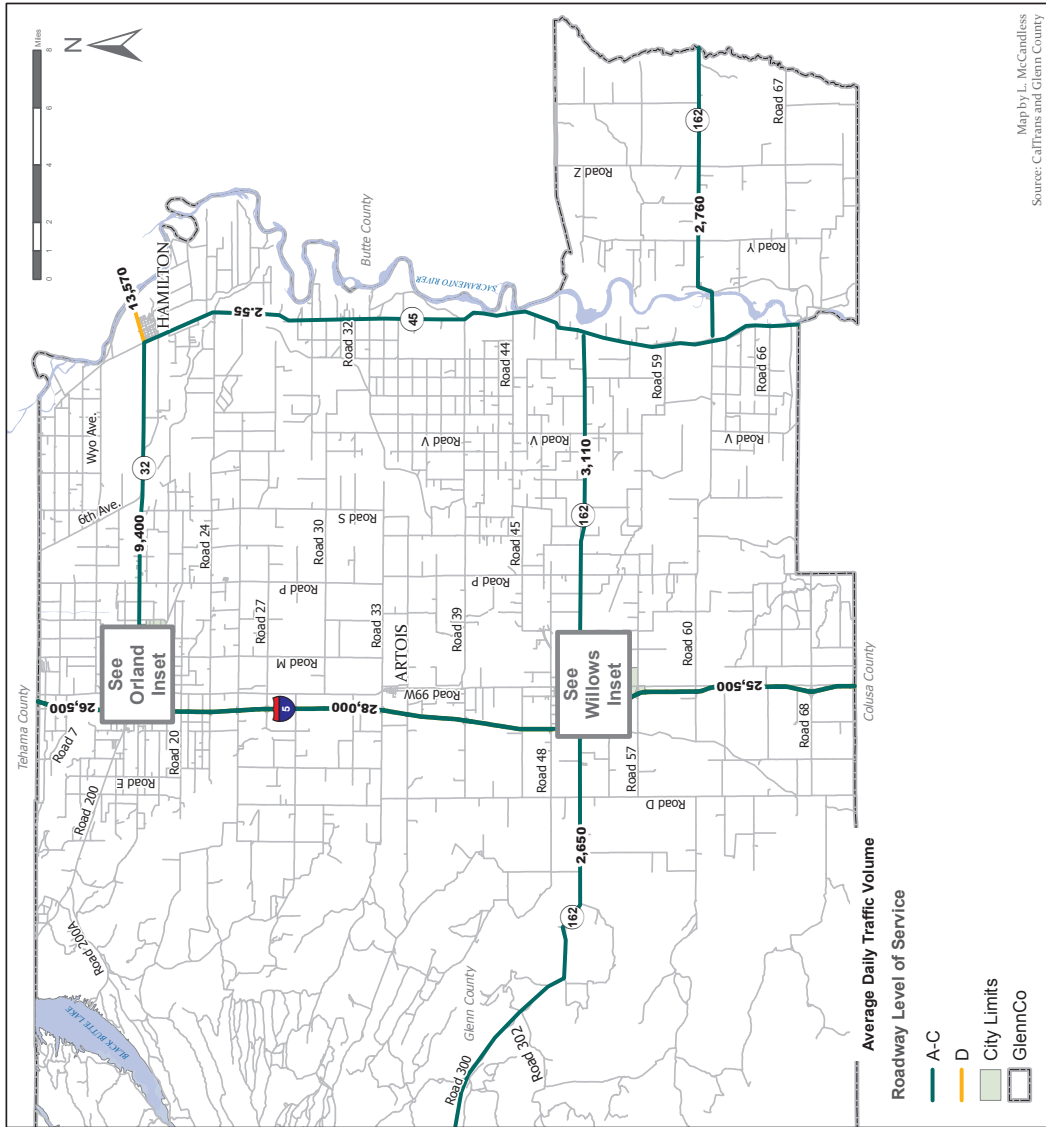 Miles
0
1
2
4
6
8
N
Tehama County
Road 7
Road 200
Road E
Road 20
Road 200A
BLACK BUTTE LAKE
26,500
See
Orland
Inset
9,400
32
6th Ave.
Wyo Ave.
13,570
HAMILTON
2.55
Road 24
Road 27
Road 30
Road 32
Road S
Road P
Road M
Road 33
5
28,000
ARTOIS
Road 99W
Road 39
45
Butte County
SACRAMENTO RIVER
Road V
Road 44
Road V
Road 45
Road P
Road 48
See
Willows
Inset
162
3,110
Road 59
Road 66
Road V
Road Z
162
2,760
Road 67
Road Y
Road 57
Road 60
Road D
2,650
162
Glenn County
Road 300
Road 302
25,500
Road 68
Colusa County
Average Daily Traffic Volume
Roadway Level of Service
A-C
D
City Limits
GlennCo
Map by L. McCandless
Source: CalTrans and Glenn County